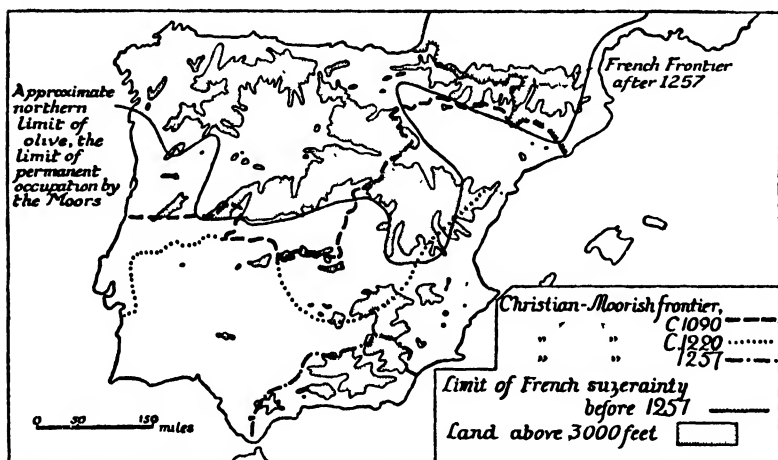 French Frontier
after 1257
Approximate
northern
limit of
olive, the
limit of
permanent
occupation by
the Moors
Christian-Moorish frontier,
C1090
" " " C.1220
" " 1257
Limit of French suzerainty
before 1257
Land above 3000 feet
0 50 150
miles